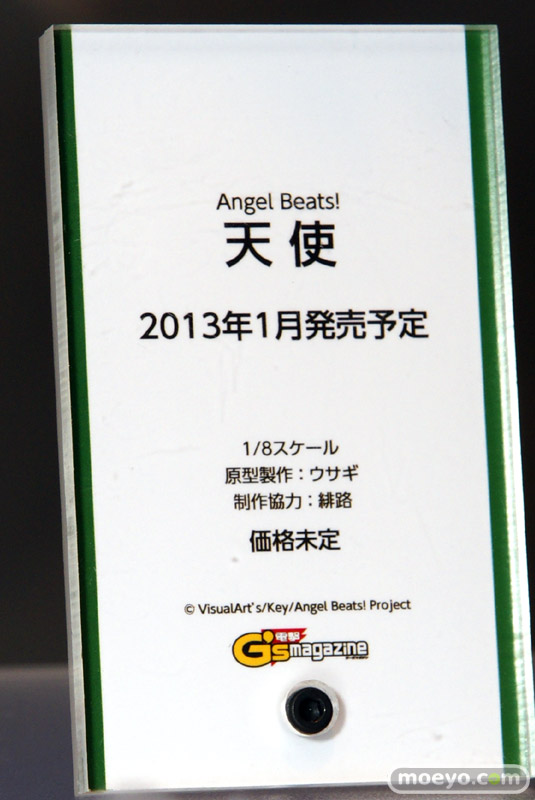 Angel Beats!
天使
2013年1月発売予定
1/8スケール
原型製作：ウサギ
制作協力：緋路
価格未定
© VisualArt's/Key/Angel Beats! Project
電撃
G'smagazine
moeyo.com